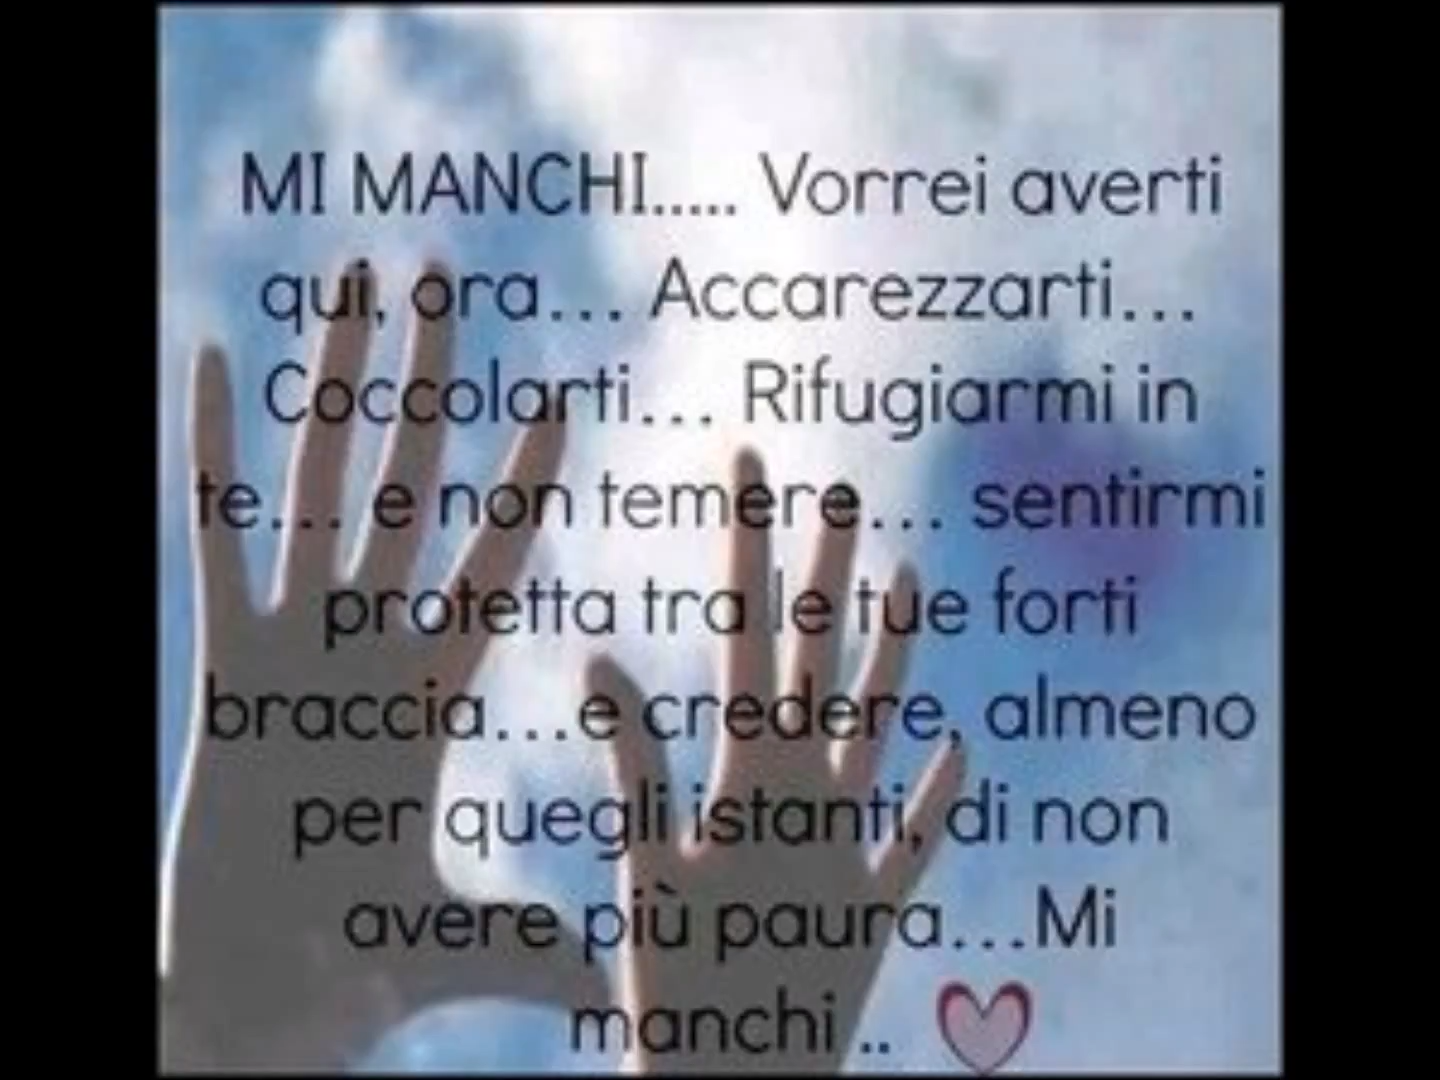 MI MANCHI..... Vorrei averti
qui, ora... Accarezzarti...
Coccolarti... Rifugiarmi in
te... e non temere... sentirmi
protetta tra le tue forti
braccia...e credere, almeno
per quegli istanti, di non
avere più paura...Mi
manchi ..